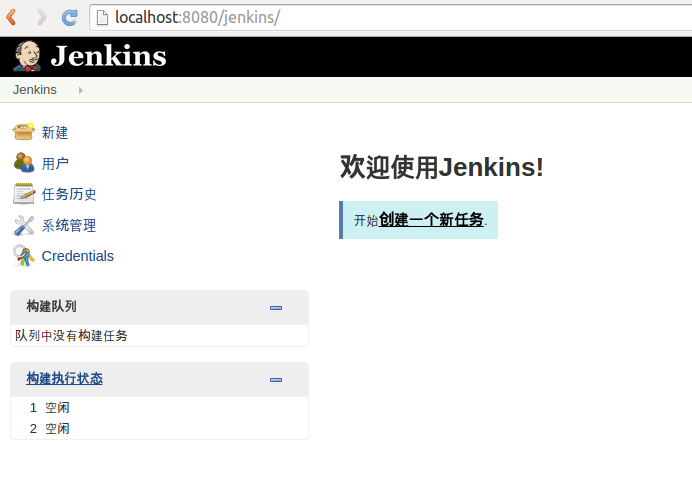 localhost:8080/jenkins/
Jenkins
Jenkins
新建
用户
任务历史
系统管理
Credentials
构建队列
队列中没有构建任务
构建执行状态
1 空闲
2 空闲
欢迎使用Jenkins!
开始创建一个新任务.